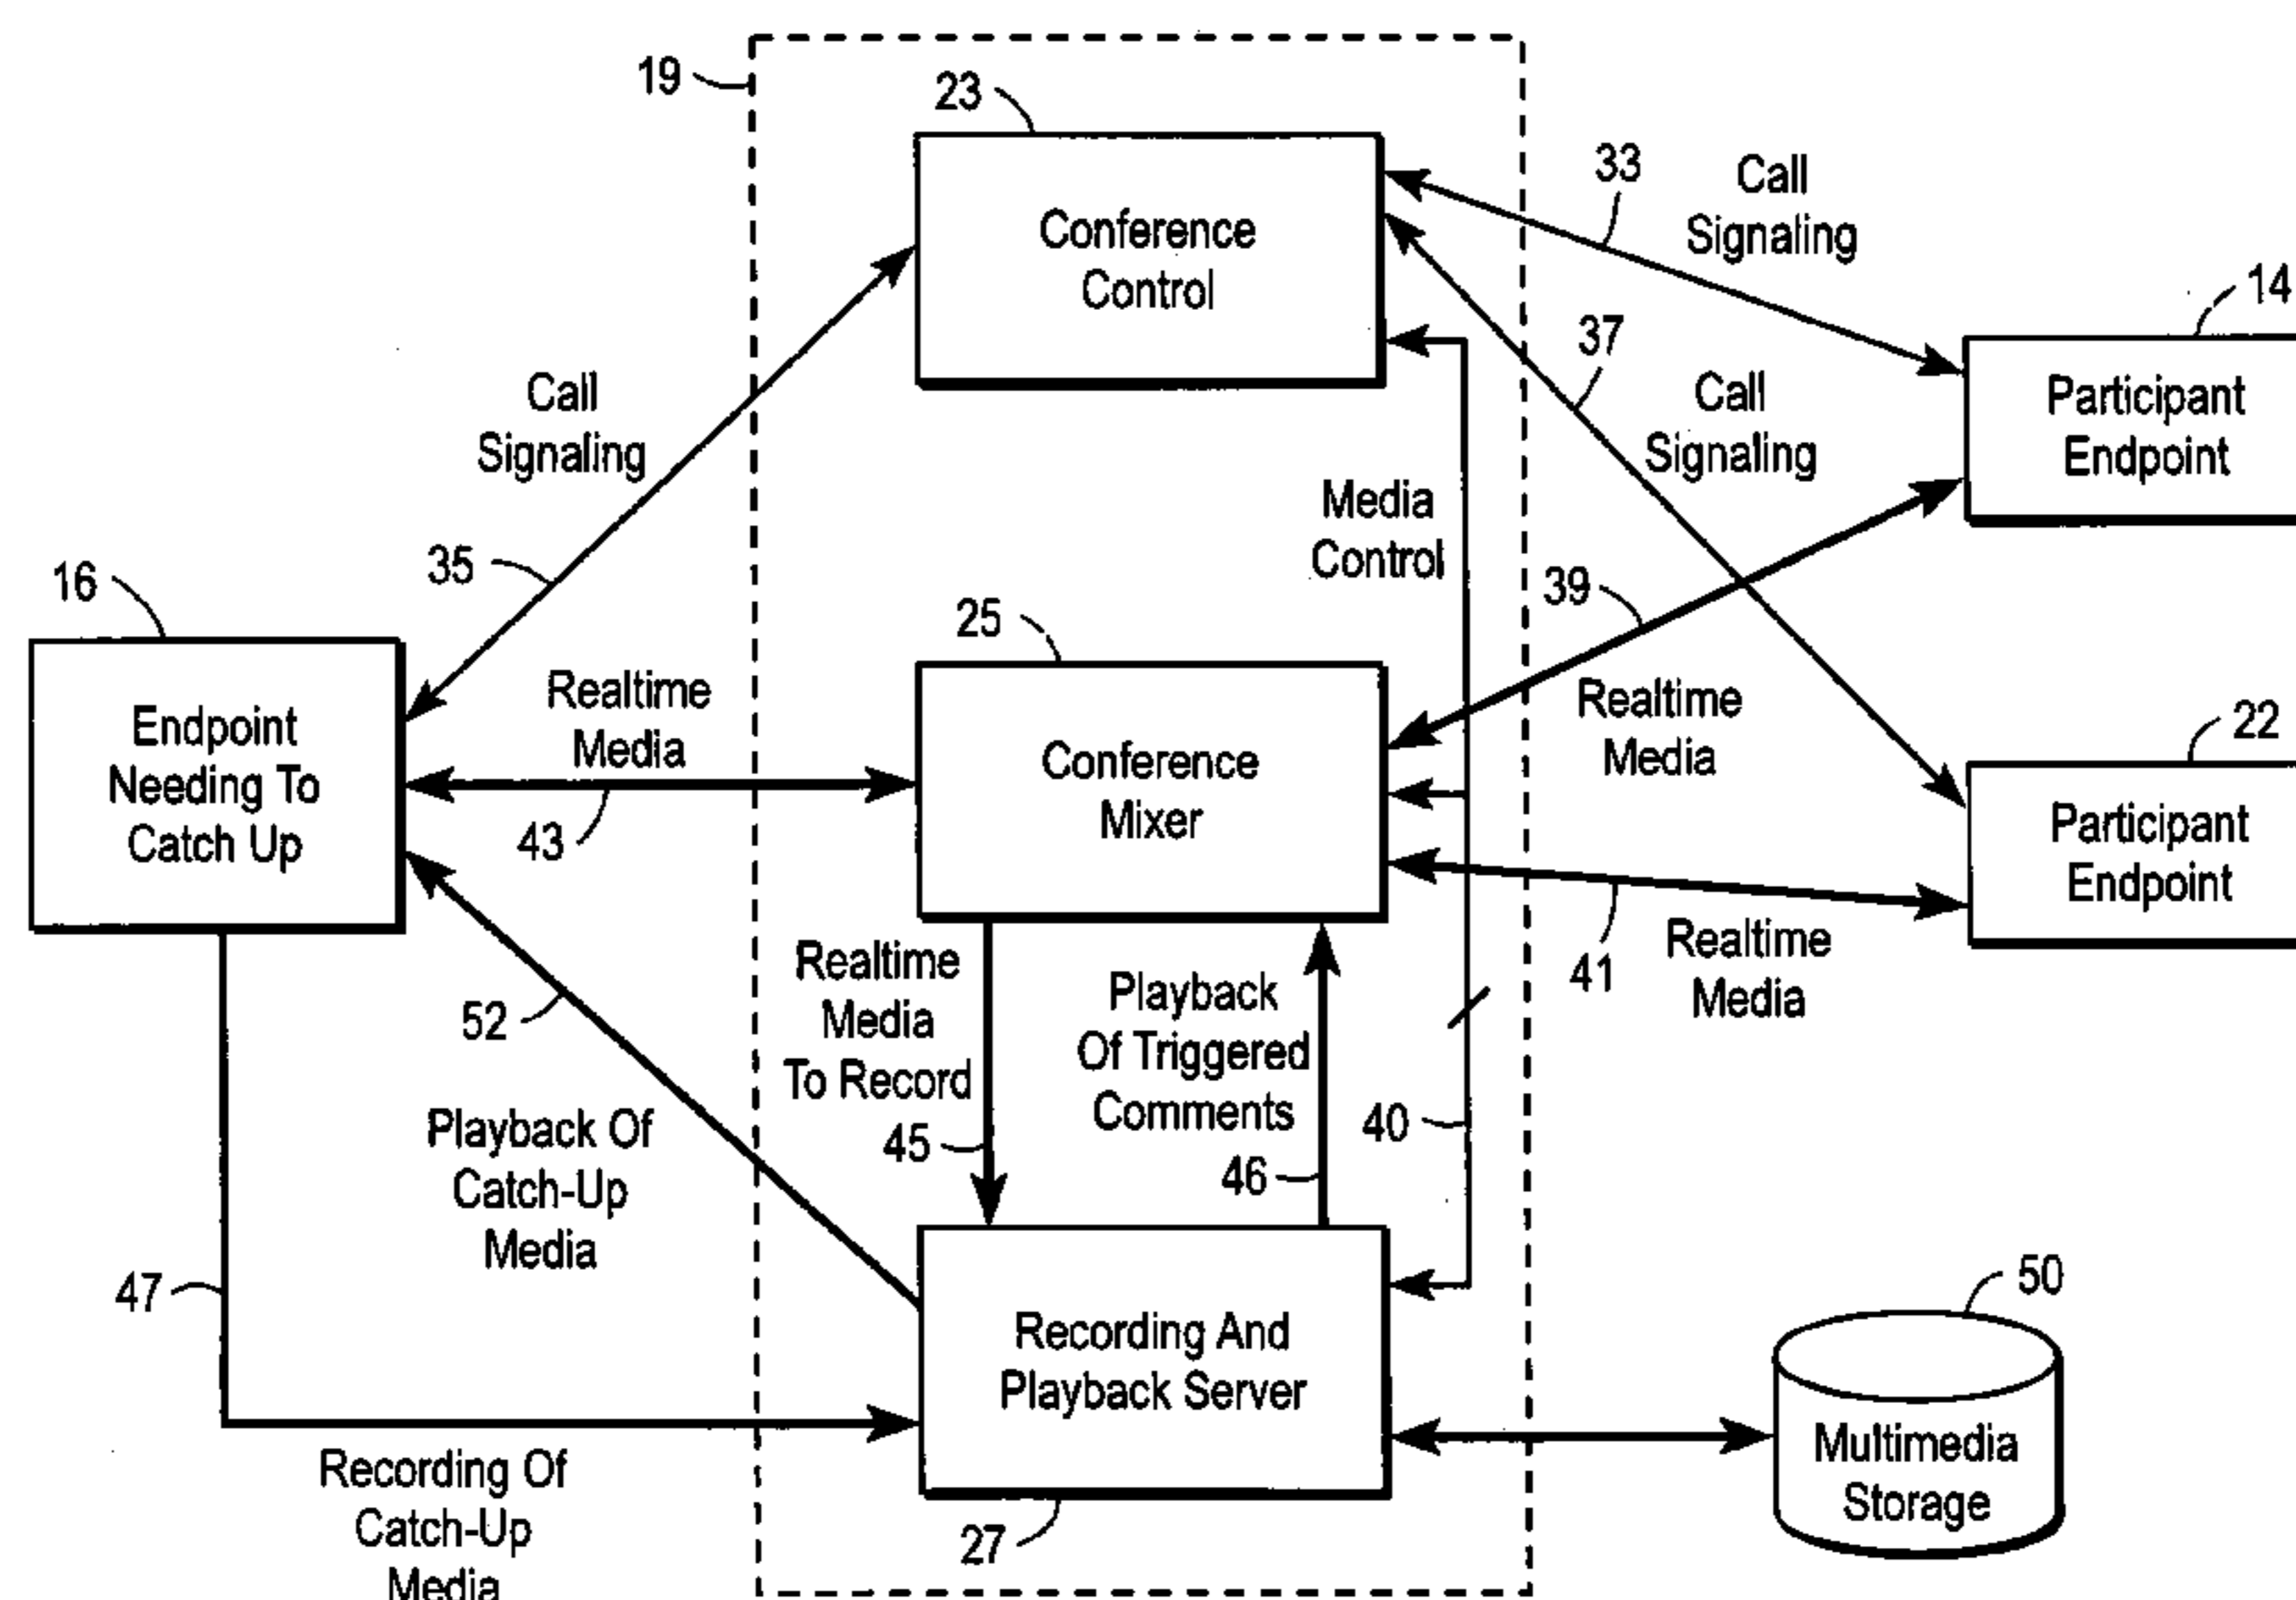 19
23
Conference
Control
33
Call
Signaling
14
Participant
Endpoint
37
Call
Signaling
Call
Signaling
35
Media
Control
16
Endpoint
Needing To
Catch Up
Realtime
Media
43
25
Conference
Mixer
39
Realtime
Media
22
Participant
Endpoint
41
Realtime
Media
52
Realtime
Media
To Record
45
Playback
Of Triggered
Comments
46
40
Playback Of
Catch-Up
Media
47
Recording And
Playback Server
27
50
Multimedia
Storage
Recording Of
Catch-Up
Media